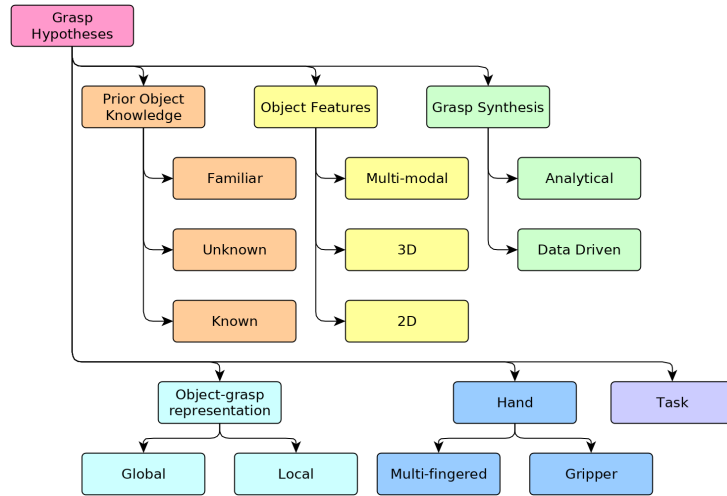 Grasp
Hypotheses
Prior Object
Knowledge
Object Features
Grasp Synthesis
Familiar
Multi-modal
Analytical
Unknown
3D
Data Driven
Known
2D
Object-grasp
representation
Hand
Task
Global
Local
Multi-fingered
Gripper